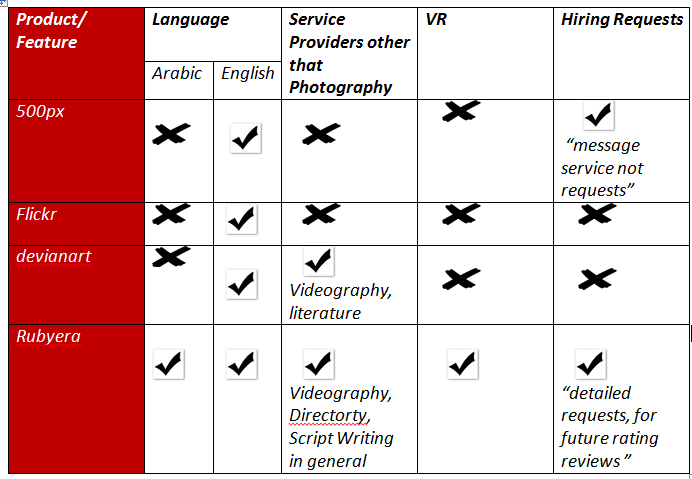 Product/
Feature
Language
Service
Providers other
that
Photography
VR
Hiring Requests
Arabic
English
500px
“message
service not
requests”
Flickr
devianart
Videography,
literature
Rubyera
Videography,
Directorty,
Script Writing
in general
“detailed
requests, for
future rating
reviews”